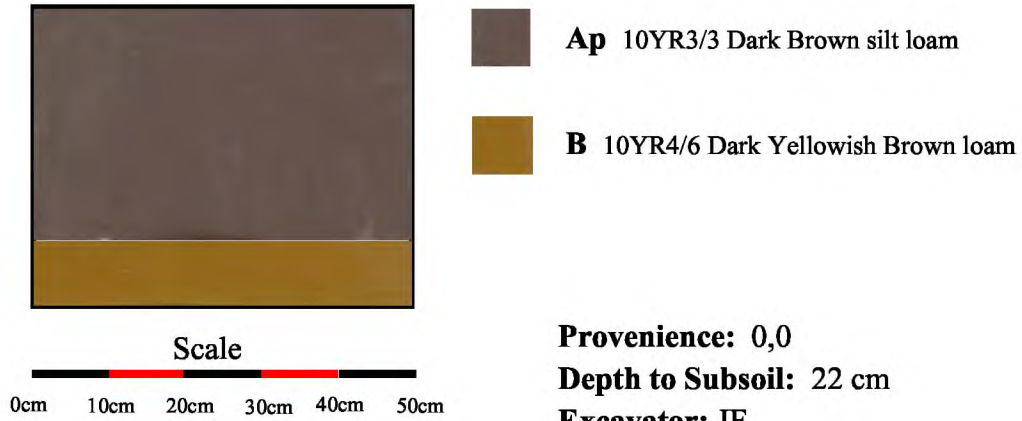 Ap 10YR3/3 Dark Brown silt loam
B 10YR4/6 Dark Yellowish Brown loam
Scale
0cm 10cm 20cm 30cm 40cm 50cm
Provenience: 0,0
Depth to Subsoil: 22 cm
Excavator: